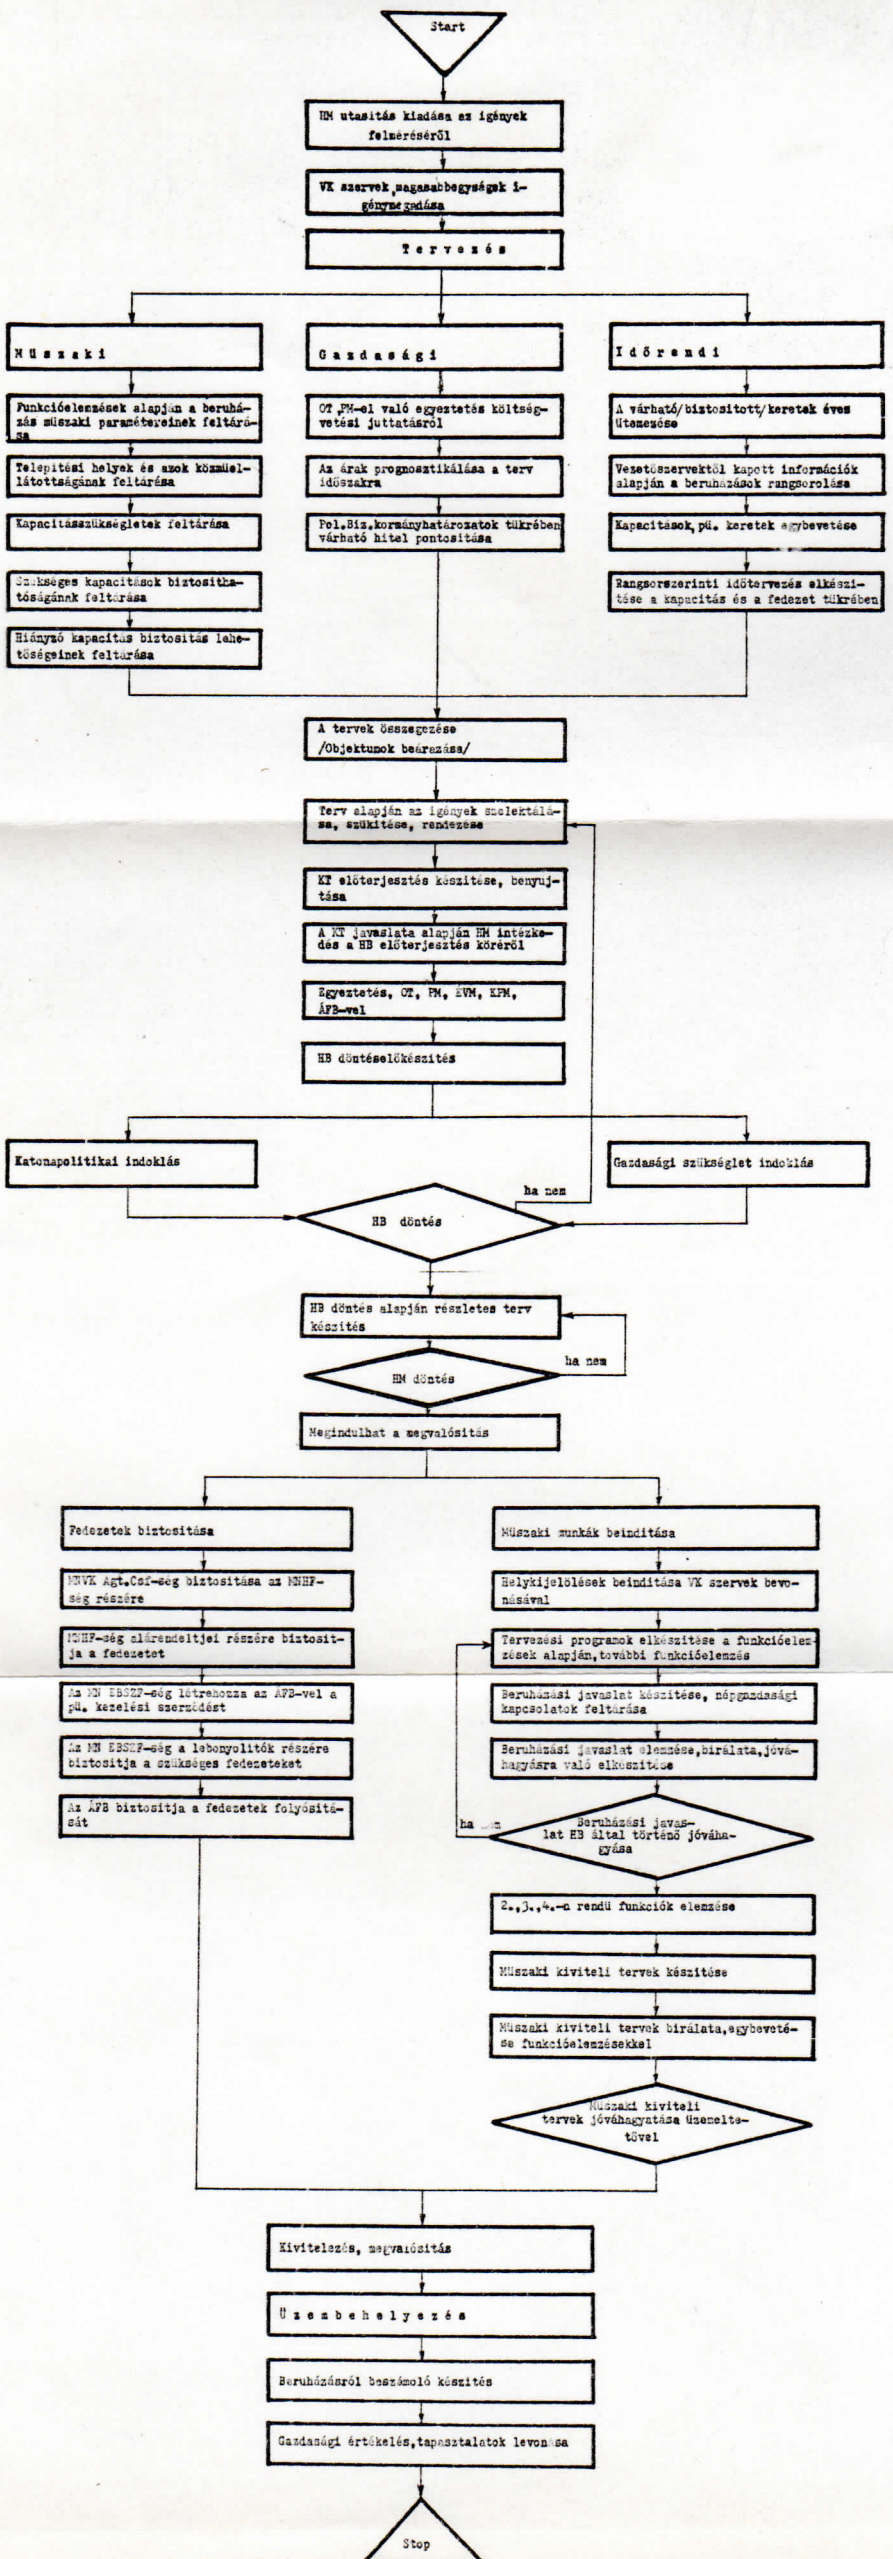 Start
HM utasitás kiadása az igények
felméréséről
VK szervek,magasabbegységek i-
génymegadása
Tervezés
Műszaki
Funkcióelemzések alapján a beruhá-
zás müszaki paramétereinek feltárá-
sa
Telepitési helyek és azok közmüel-
látottságának feltárása
Kapacitásszükségletek feltárása
Szükséges kapacitások biztositha-
tóságának feltárása
Hiányzó kapacitás biztositás lehe-
tőségeinek feltárása
Gazdasági
OT,PM-el való egyeztetés költség-
vetési juttatásról
Az árak prognosztikálása a terv
időszakra
Pol.Biz.kormányhatározatok tükrében
várható hitel pontositása
Időrendi
A várható/biztositott/keretek éves
ütemezése
Vezetőszervektől kapott információk
alapján a beruházások rangsorolása
Kapacitások,pü. keretek egybevetése
Rangsorszerinti időtervezés elkészi-
tése a kapacitás és a fedezet tükrében
A tervek összegezése
/Objektumok beárazása/
Terv alapján az igények szelektálá-
sa, szükitése, rendezése
KT előterjesztés készitése, benyuj-
tása
A KT javaslata alapján HM intézke-
dés a HB előterjesztés köréről
Egyeztetés, OT, PM, ÉVM, KPM,
ÁFB-vel
HB döntéselőkészités
Katonapolitikai indoklás
Gazdasági szükséglet indoklás
ha nem
HB döntés
HB döntés alapján részletes terv
készités
ha nem
HM döntés
Megindulhat a megvalósitás
Fedezetek biztositása
MNVK Agt.Csf-ség biztositása az MNHF-
ség részére
MNHF-ség alárendeltjei részére biztosit-
ja a fedezetet
Az MN EBSZF-ség létrehozza az ÁFB-vel a
pü. kezelési szerződést
Az MN EBSZF-ség a lebonyolitók részére
biztositja a szükséges fedezeteket
Az ÁFB biztositja a fedezetek folyósitá-
sát
Müszaki munkák beinditása
Helykijelölések beinditása VK szervek bevo-
násával
Tervezési programok elkészitése a funkcióelem-
zések alapján,további funkcióelemzés
Beruházási javaslat készitése, népgazdasági
kapcsolatok feltárása
Beruházási javaslat elemzése,birálata,jóvá-
hagyásra való elkészitése
ha nem
Beruházási javas-
lat HB által történő jóváha-
gyása
2.,3.,4.-n rendü funkciók elemzése
Müszaki kiviteli tervek készitése
Müszaki kiviteli tervek birálata,egybeveté-
se funkcióelemzésekkel
Müszaki kiviteli
tervek jóváhagyatása üzemelte-
tővel
Kivitelezés, megvalósitás
Üzembehelyezés
Beruházásról beszámoló készités
Gazdasági értékelés,tapasztalatok levonása
Stop